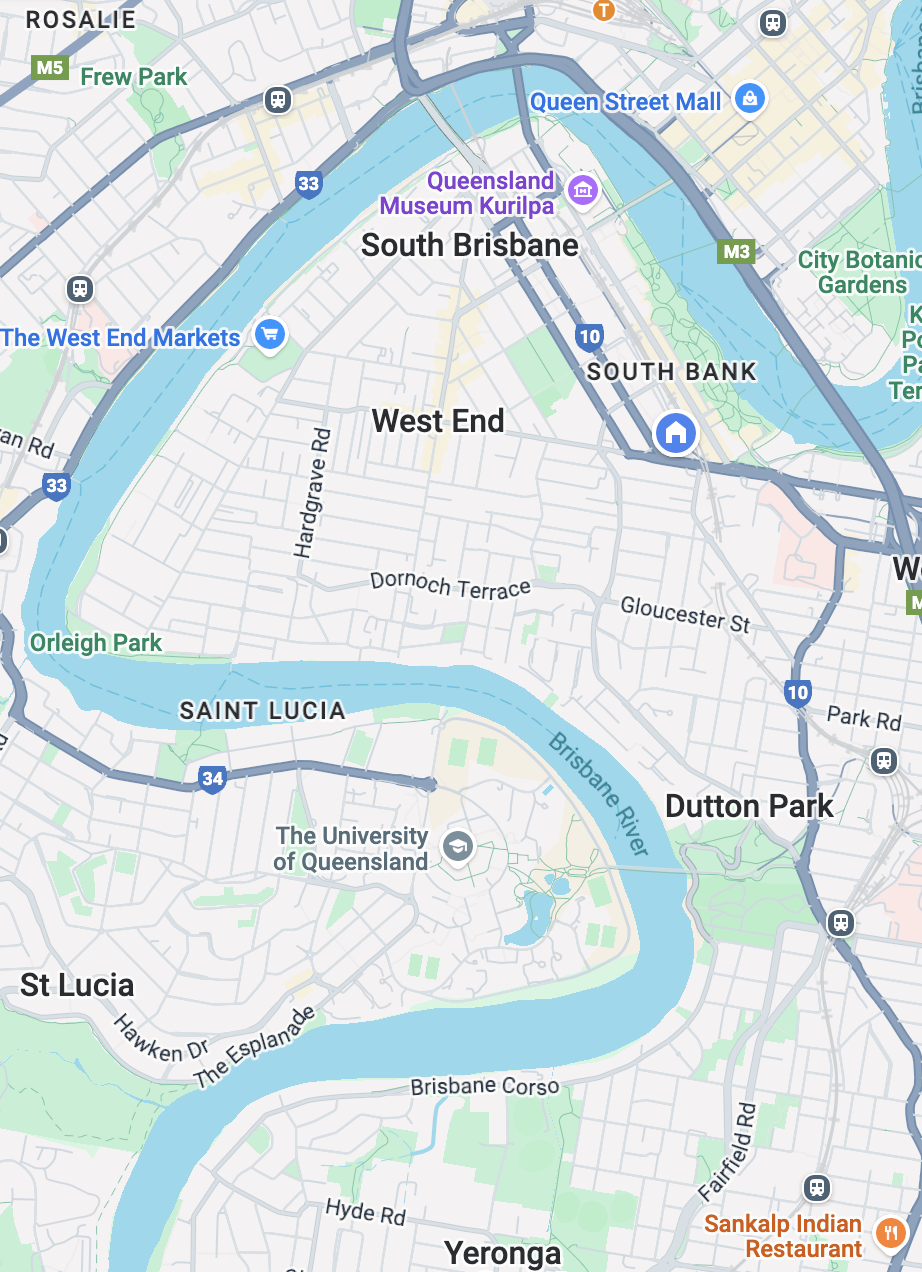 ROSALIE
T
M5
Frew Park
Queen Street Mall
33
Queensland
Museum Kurilpa
South Brisbane
M3
City Botanic
Gardens
The West End Markets
10
SOUTH BANK
West End
Hardgrave Rd
33
Dornoch Terrace
Gloucester St
Orleigh Park
SAINT LUCIA
10
Park Rd
34
Brisbane River
Dutton Park
The University
of Queensland
St Lucia
Hawken Dr
The Esplanade
Brisbane Corso
Fairfield Rd
Hyde Rd
Sankalp Indian
Restaurant
Yeronga